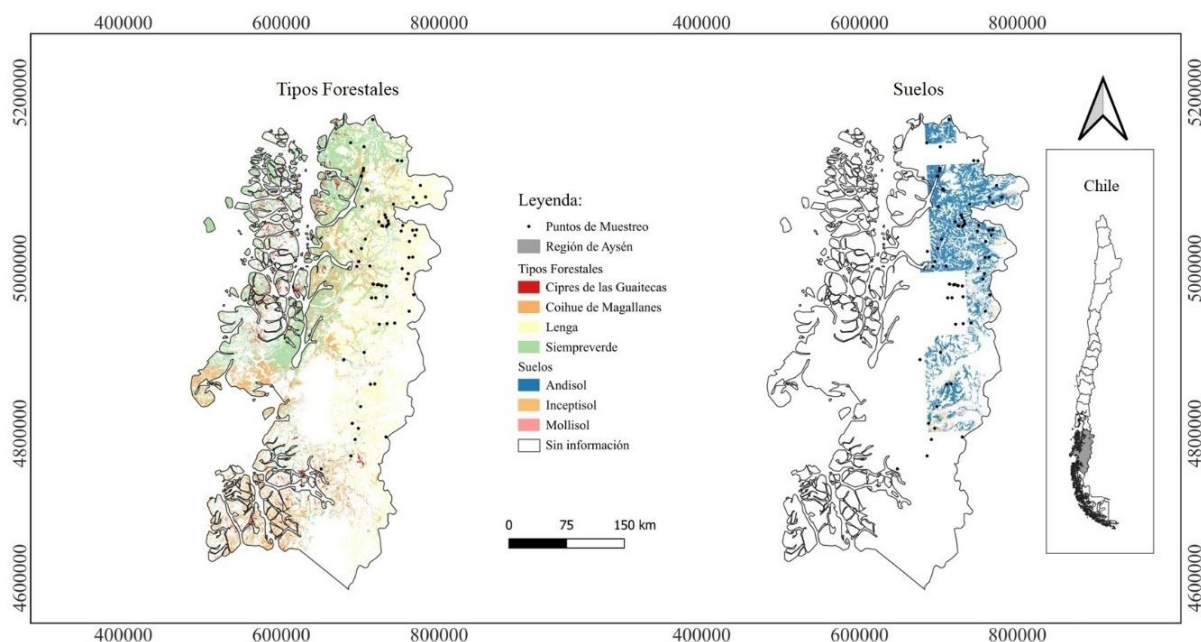 400000 600000 800000 400000 600000 800000
5200000
5000000
4800000
4600000
Tipos Forestales
Leyenda:
Puntos de Muestreo
Región de Aysén
Tipos Forestales
Cipres de las Guaitecas
Coihue de Magallanes
Lenga
Siempreverde
Suelos
Andisol
Inceptisol
Mollisol
Sin información
0 75 150 km
Suelos
Chile
5200000
5000000
4800000
4600000
400000 600000 800000 400000 600000 800000